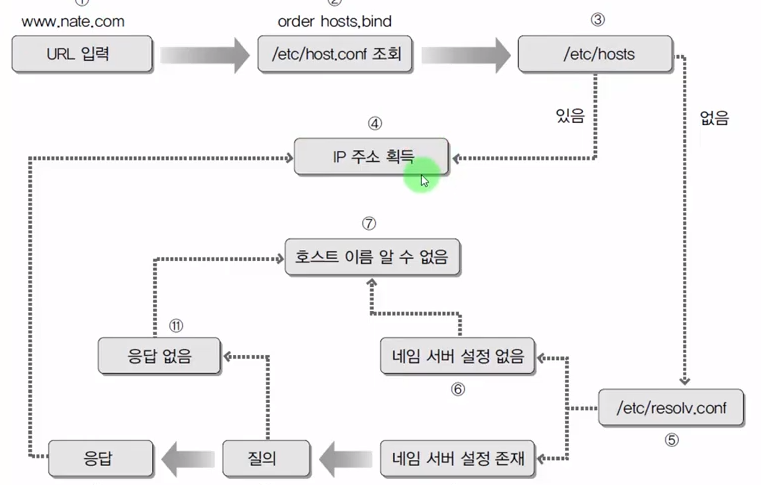 ①
②
www.nate.com
order hosts,bind
③
URL 입력
/etc/host.conf 조회
/etc/hosts
있음
없음
④
IP 주소 획득
⑦
호스트 이름 알 수 없음
⑪
응답 없음
네임 서버 설정 없음
⑥
/etc/resolv.conf
⑤
응답
질의
네임 서버 설정 존재